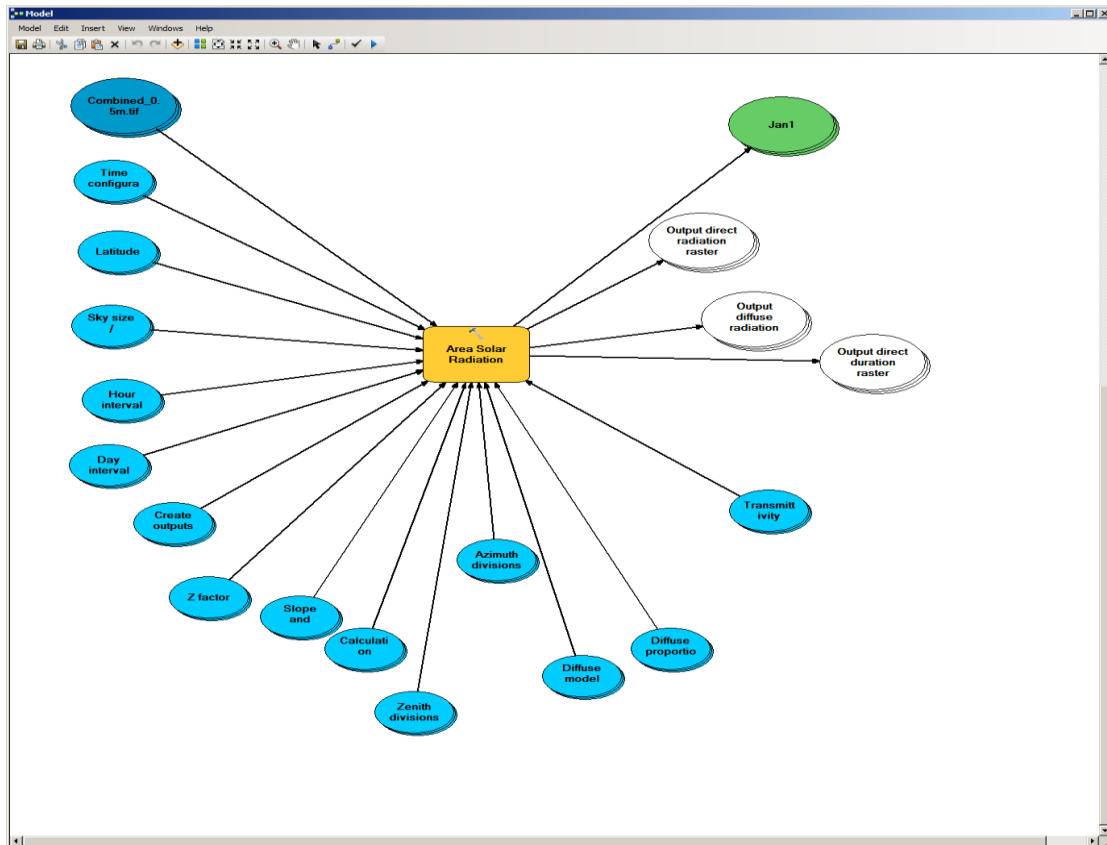 Model
Model Edit Insert View Windows Help
Combined_0.
5m.tif
Jan1
Time
configura
Output direct
radiation
raster
Latitude
Sky size
/
Output
diffuse
radiation
Area Solar
Radiation
Output direct
duration
raster
Hour
interval
Day
interval
Create
outputs
Transmitt
ivity
Azimuth
divisions
Z factor
Slope
and
Calculati
on
Diffuse
proportio
Diffuse
model
Zenith
divisions